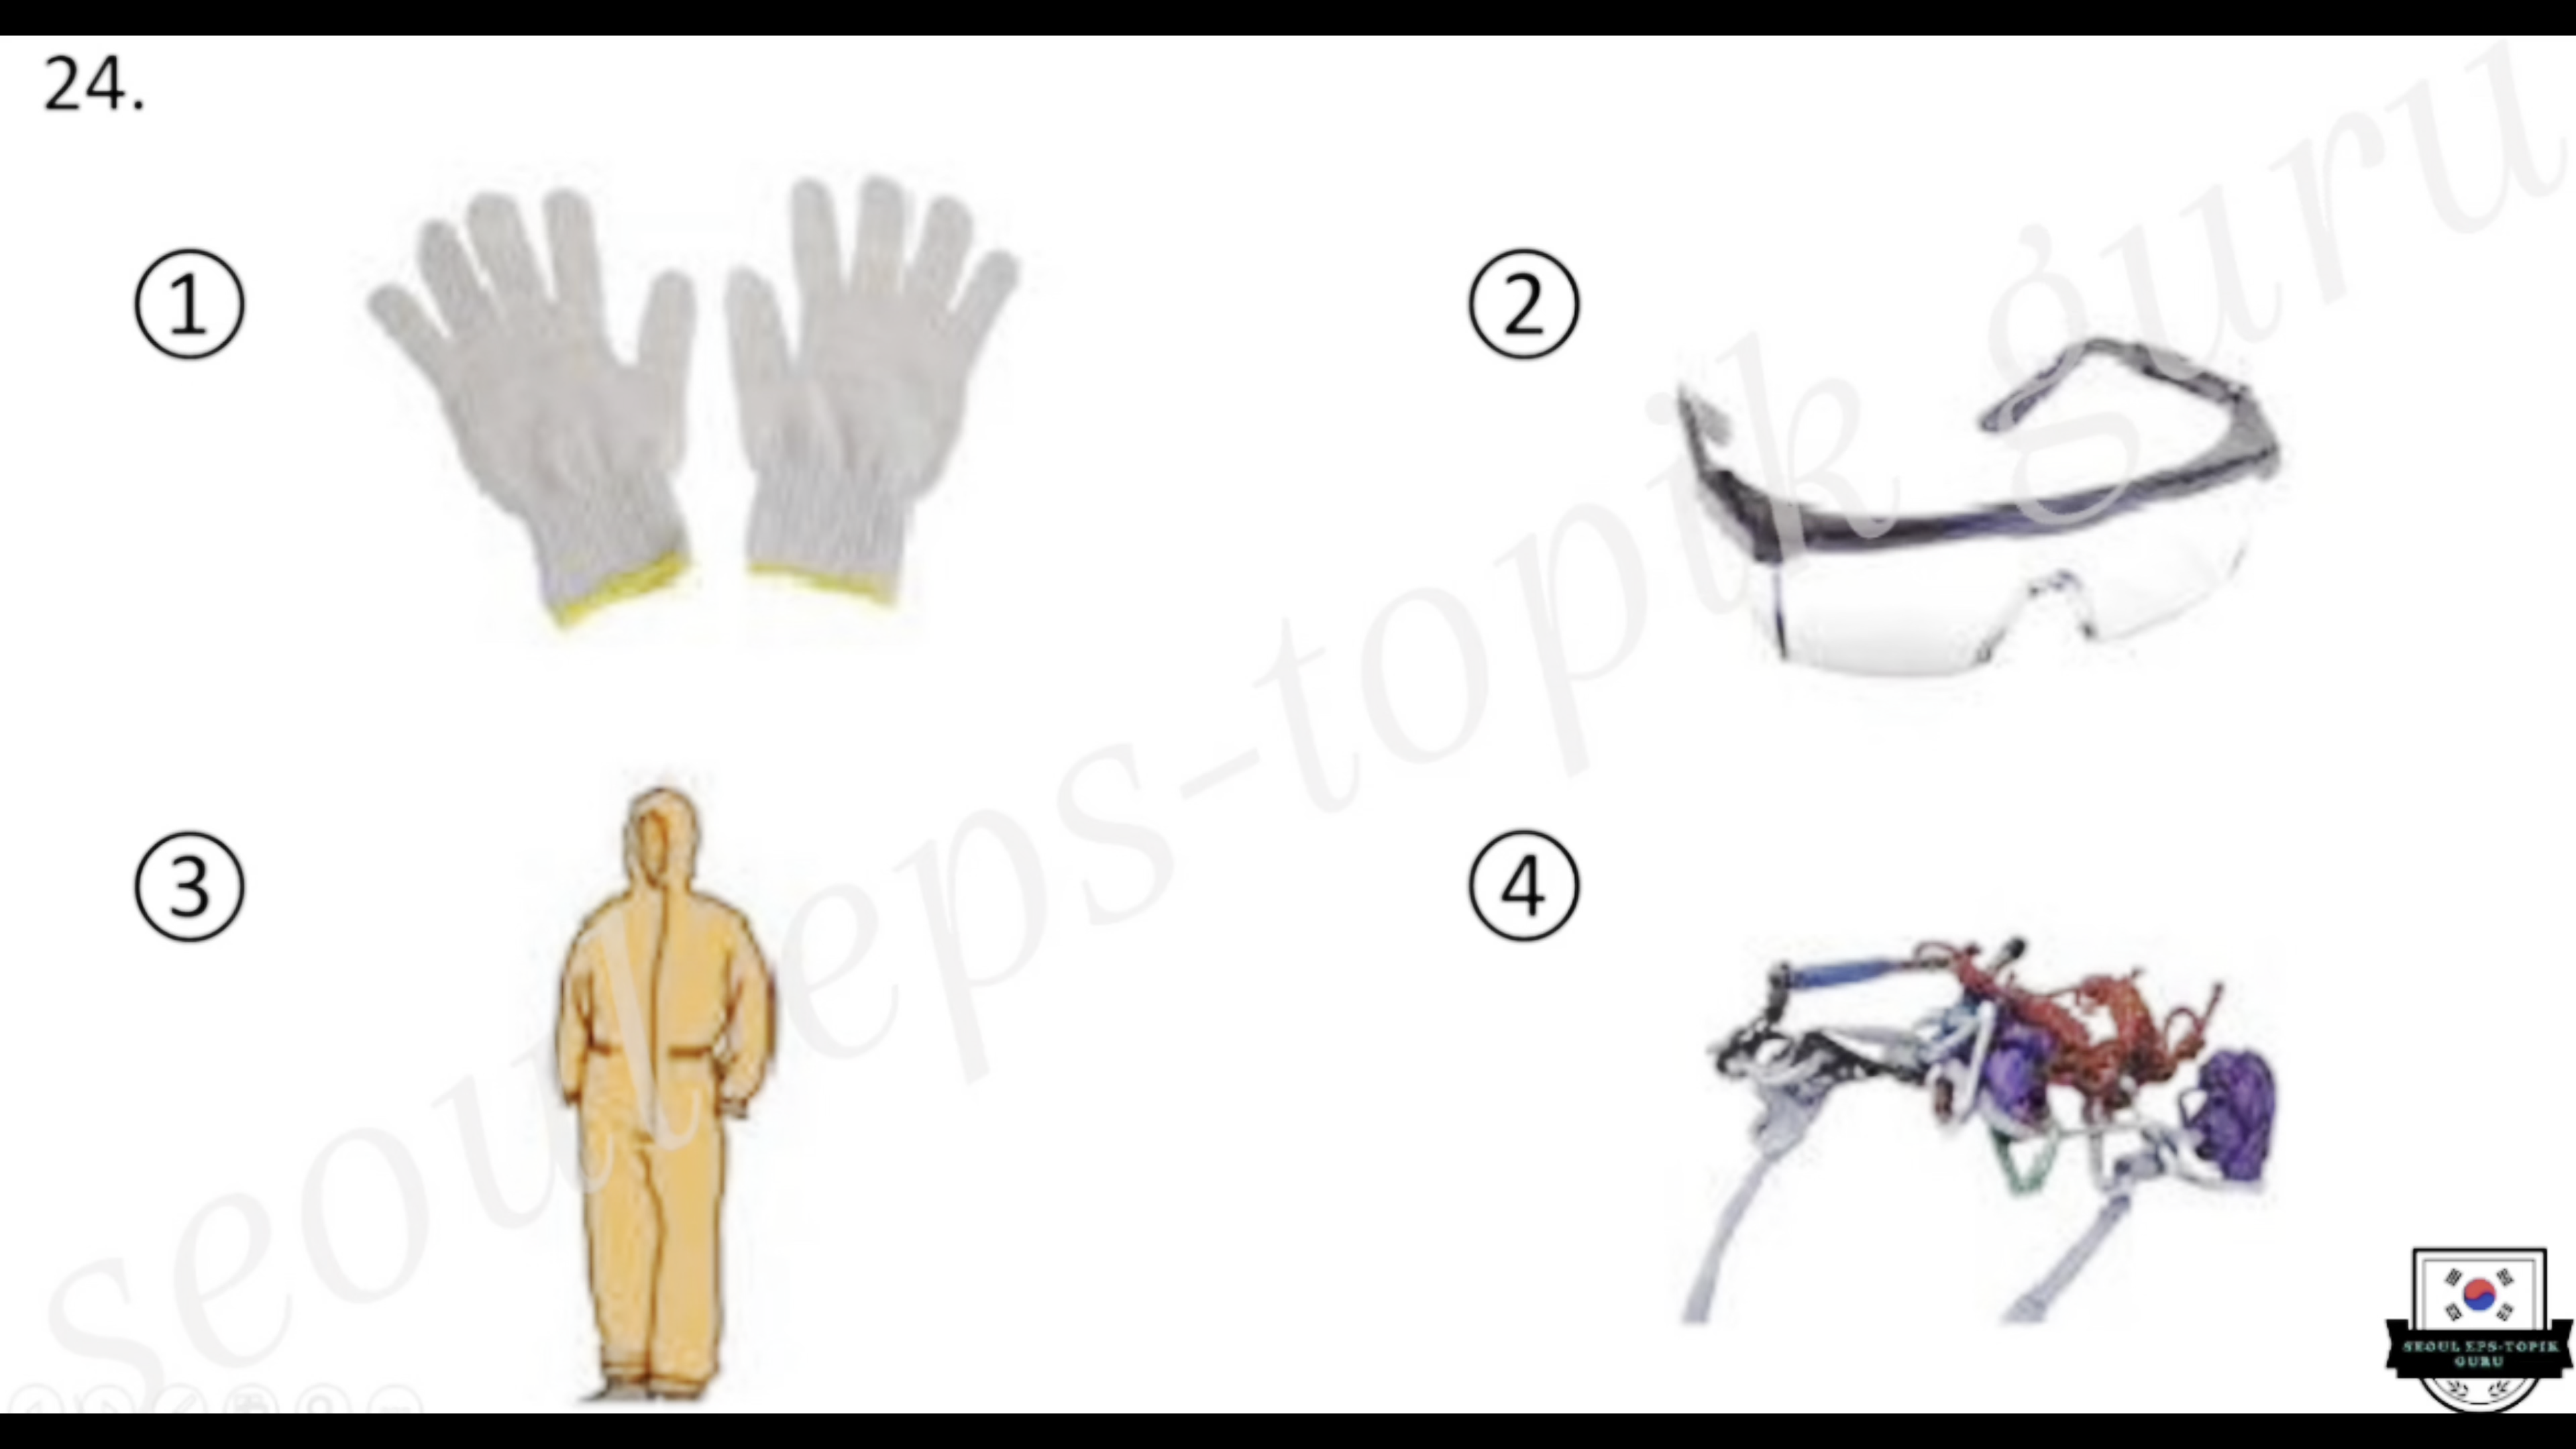 24.
①
②
③
④
seoul eps-topik guru
SEOUL EPS-TOPIK
GURU